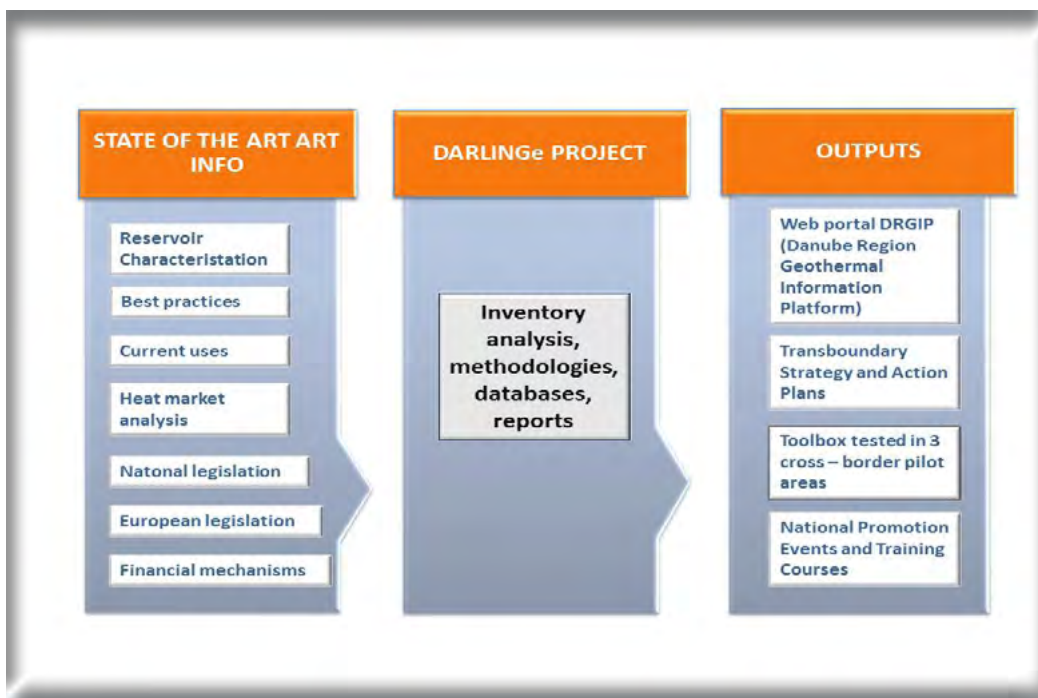 STATE OF THE ART ART
INFO
Reservoir
Characteristation
Best practices
Current uses
Heat market
analysis
Natonal legislation
European legislation
Financial mechanisms
DARLINGe PROJECT
Inventory
analysis,
methodologies,
databases,
reports
OUTPUTS
Web portal DRGIP
(Danube Region
Geothermal
Information
Platform)
Transboundary
Strategy and Action
Plans
Toolbox tested in 3
cross – border pilot
areas
National Promotion
Events and Training
Courses